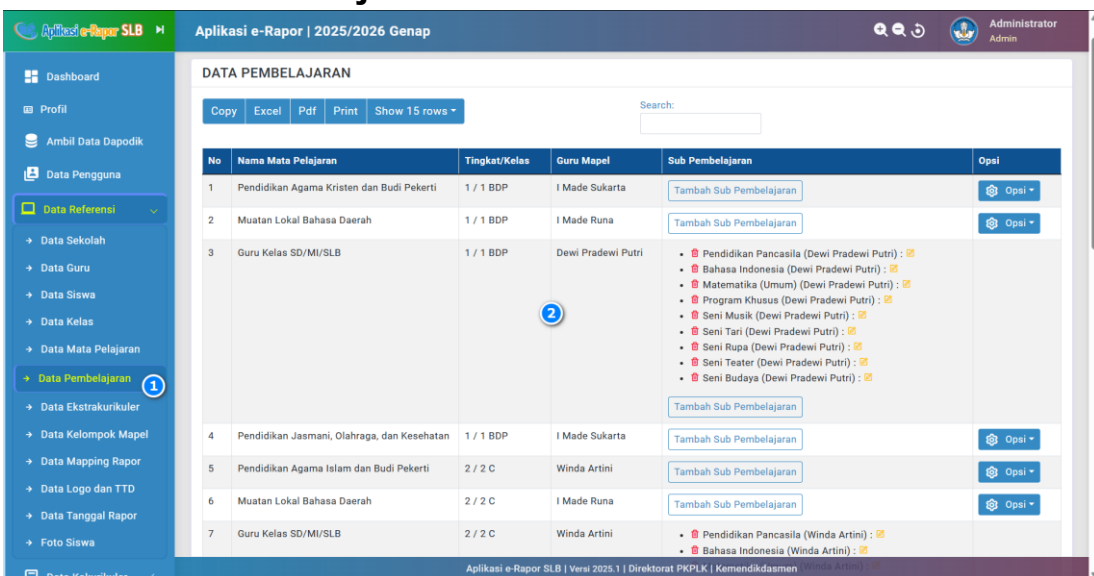 Aplikasi e-Rapor SLB
Aplikasi e-Rapor | 2025/2026 Genap
Administrator
Admin
Dashboard
Profil
Ambil Data Dapodik
Data Pengguna
Data Referensi
Data Sekolah
Data Guru
Data Siswa
Data Kelas
Data Mata Pelajaran
Data Pembelajaran
1
Data Ekstrakurikuler
Data Kelompok Mapel
Data Mapping Rapor
Data Logo dan TTD
Data Tanggal Rapor
Foto Siswa
DATA PEMBELAJARAN
Copy Excel Pdf Print Show 15 rows
Search:
No Nama Mata Pelajaran Tingkat/Kelas Guru Mapel Sub Pembelajaran Opsi
1 Pendidikan Agama Kristen dan Budi Pekerti 1 / 1 BDP I Made Sukarta Tambah Sub Pembelajaran Opsi
2 Muatan Lokal Bahasa Daerah 1 / 1 BDP I Made Runa Tambah Sub Pembelajaran Opsi
3 Guru Kelas SD/MI/SLB 1 / 1 BDP Dewi Pradewi Putri
Pendidikan Pancasila (Dewi Pradewi Putri) :
Bahasa Indonesia (Dewi Pradewi Putri) :
Matematika (Umum) (Dewi Pradewi Putri) :
Program Khusus (Dewi Pradewi Putri) :
Seni Musik (Dewi Pradewi Putri) :
2
Seni Tari (Dewi Pradewi Putri) :
Seni Rupa (Dewi Pradewi Putri) :
Seni Teater (Dewi Pradewi Putri) :
Seni Budaya (Dewi Pradewi Putri) :
Tambah Sub Pembelajaran
4 Pendidikan Jasmani, Olahraga, dan Kesehatan 1 / 1 BDP I Made Sukarta Tambah Sub Pembelajaran Opsi
5 Pendidikan Agama Islam dan Budi Pekerti 2 / 2 C Winda Artini Tambah Sub Pembelajaran Opsi
6 Muatan Lokal Bahasa Daerah 2 / 2 C I Made Runa Tambah Sub Pembelajaran Opsi
7 Guru Kelas SD/MI/SLB 2 / 2 C Winda Artini
Pendidikan Pancasila (Winda Artini) :
Bahasa Indonesia (Winda Artini) :
Aplikasi e-Rapor SLB | Versi 2025.1 | Direktorat PKPLK | Kemendikdasmen